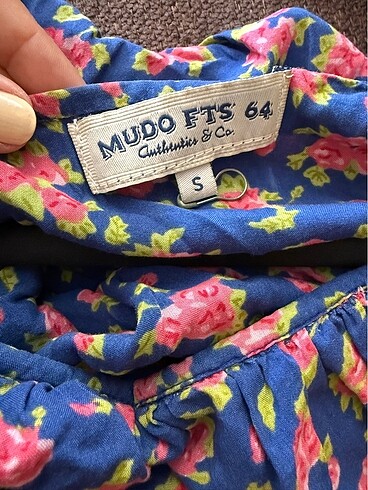 MUDO FTS 64
Authentics & Co.
S